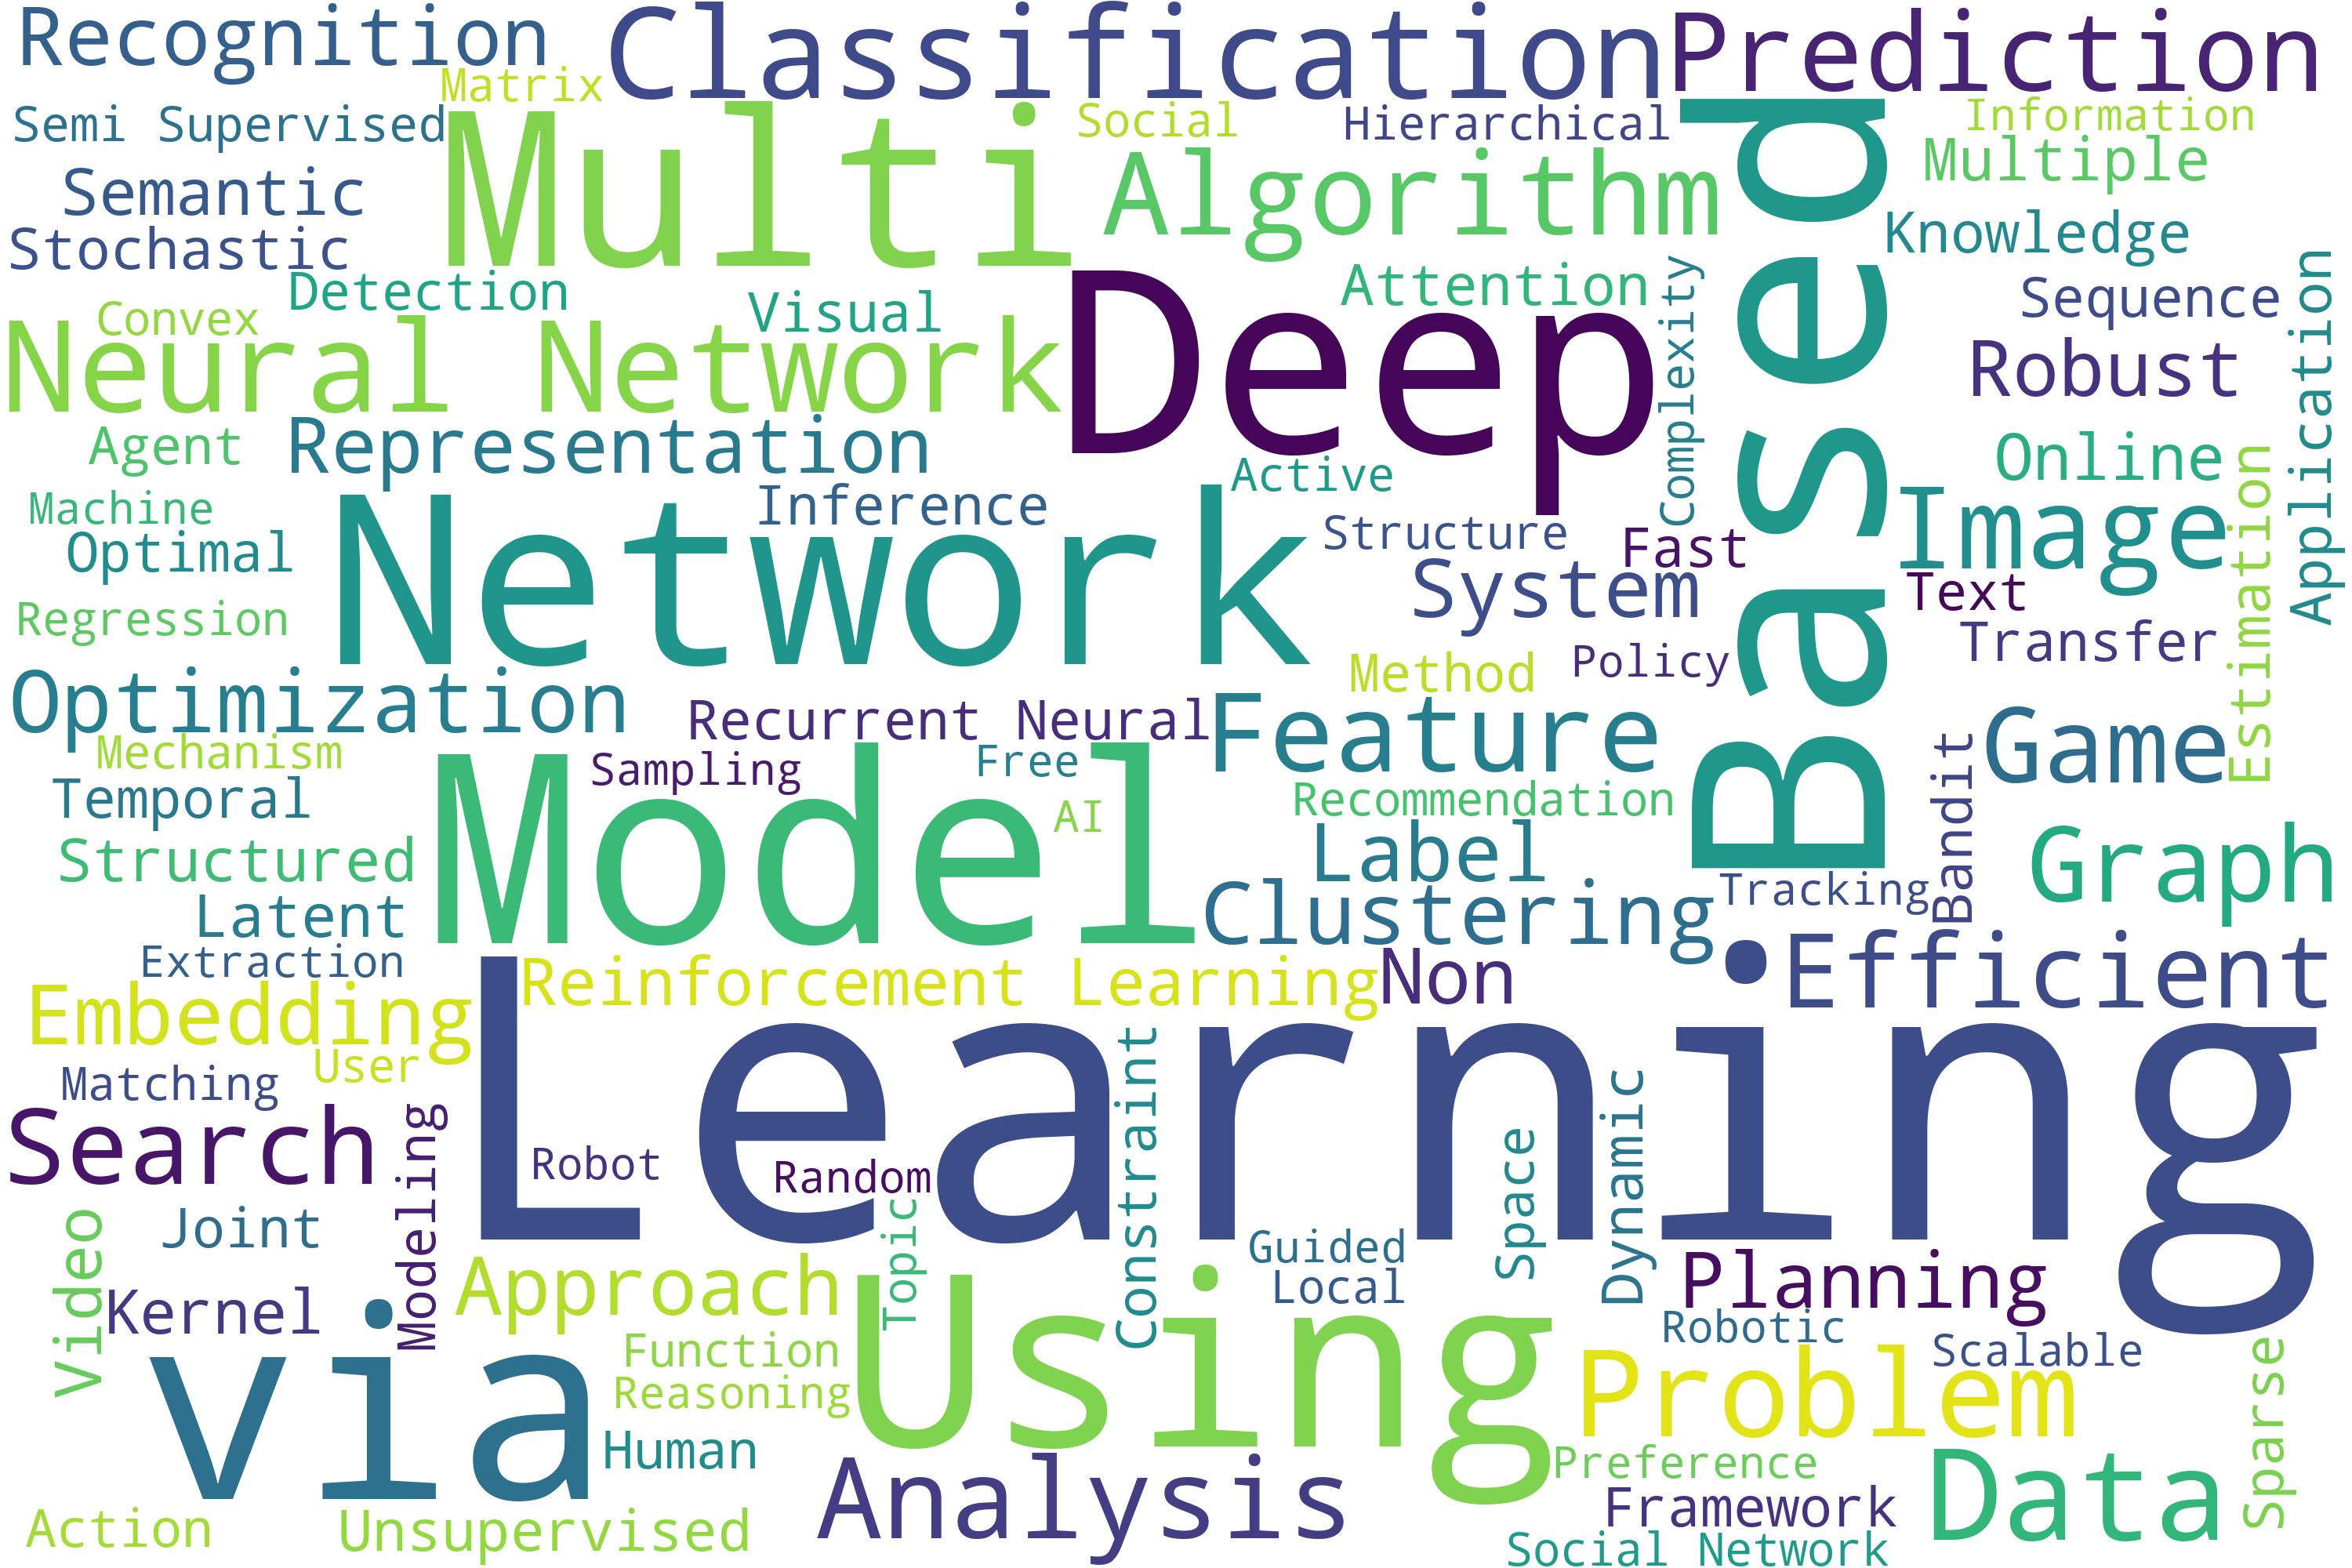 Recognition
Classification
Prediction
Matrix
Semi Supervised
Multi
Social
Hierarchical
Information
Algorithm
Based
Multiple
Semantic
Stochastic
Knowledge
Detection
Deep
Attention
Complexity
Sequence
Application
Convex
Visual
Neural Network
Robust
Agent
Representation
Active
Online
Estimation
Machine
Inference
Network
Structure
Fast
Image
Optimal
System
Text
Regression
Method
Policy
Transfer
Optimization
Recurrent Neural
Feature
Game
Mechanism
Sampling
Free
Bandit
Temporal
Model
AI
Recommendation
Structured
Label
Graph
Latent
Clustering
Tracking
Extraction
Reinforcement Learning
Non
Efficient
Embedding
Learning
User
Matching
Constraint
Dynamic
Search
Modeling
Robot
Random
Space
Video
Joint
Topic
Guided
Local
Kernel
Approach
Using
Planning
via
Function
Robotic
Scalable
Reasoning
Problem
Sparse
Human
Analysis
Preference
Data
Framework
Action
Unsupervised
Social Network